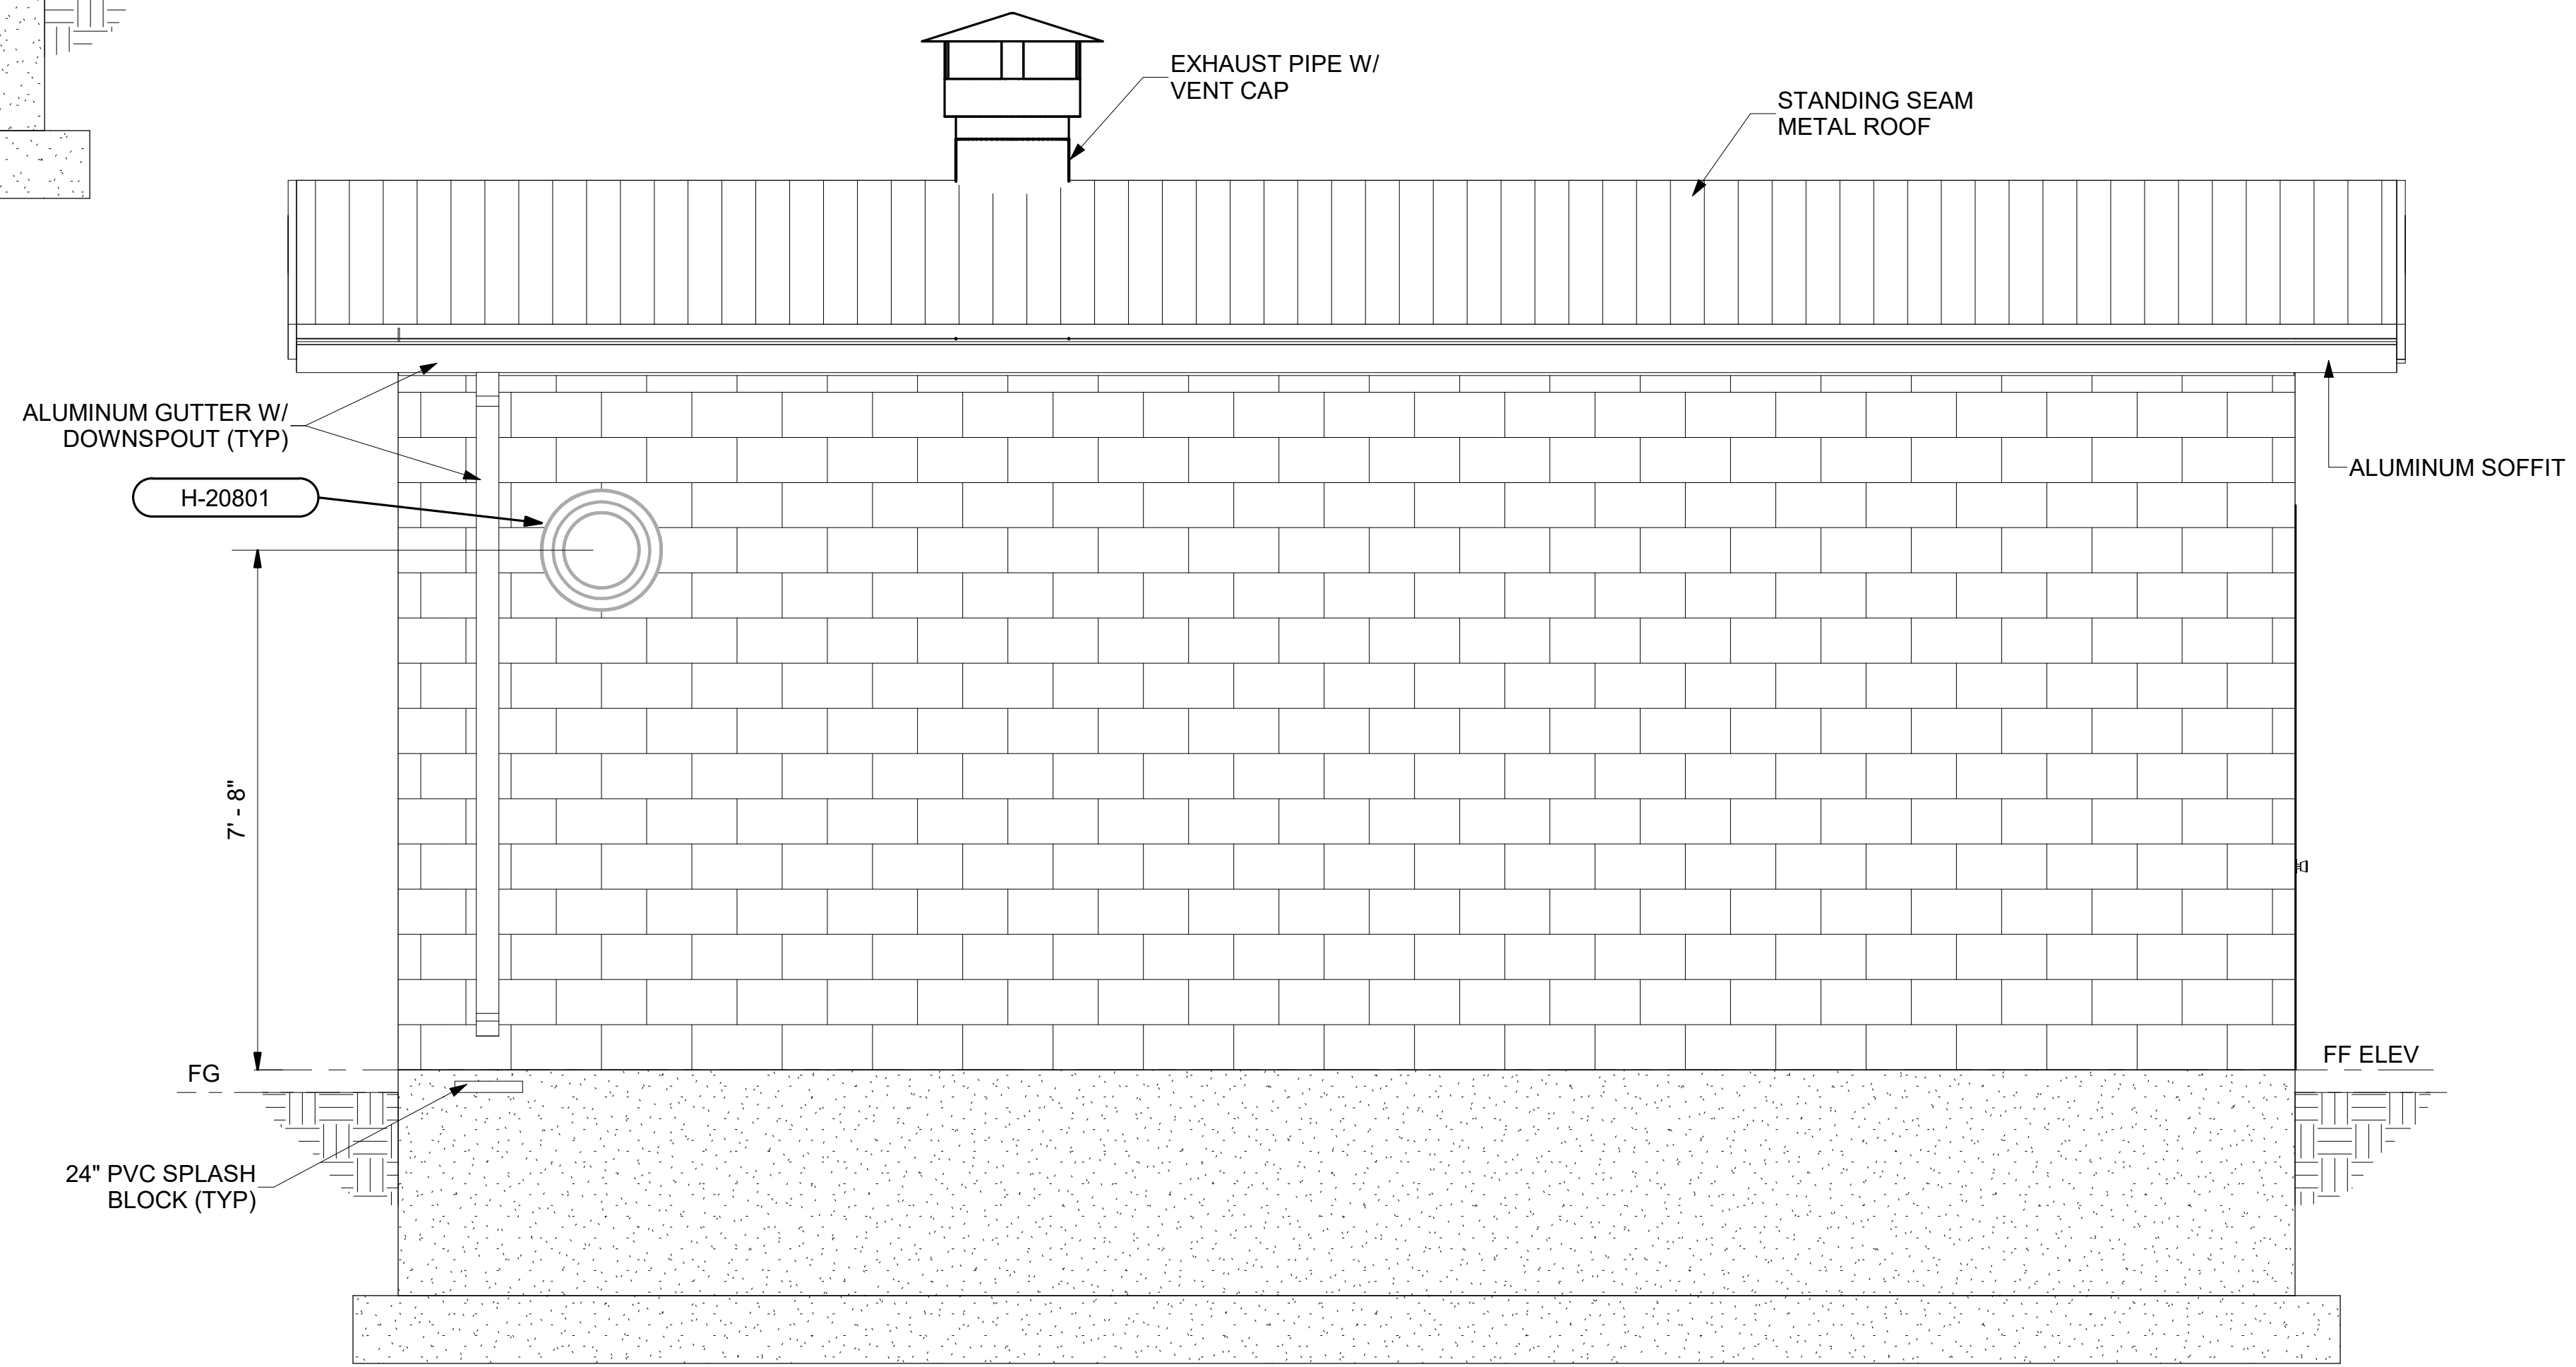 EXHAUST PIPE W/
VENT CAP
STANDING SEAM
METAL ROOF
ALUMINUM GUTTER W/
DOWNSPOUT (TYP)
ALUMINUM SOFFIT
H-20801
7' - 8"
FG
FF ELEV
24" PVC SPLASH
BLOCK (TYP)